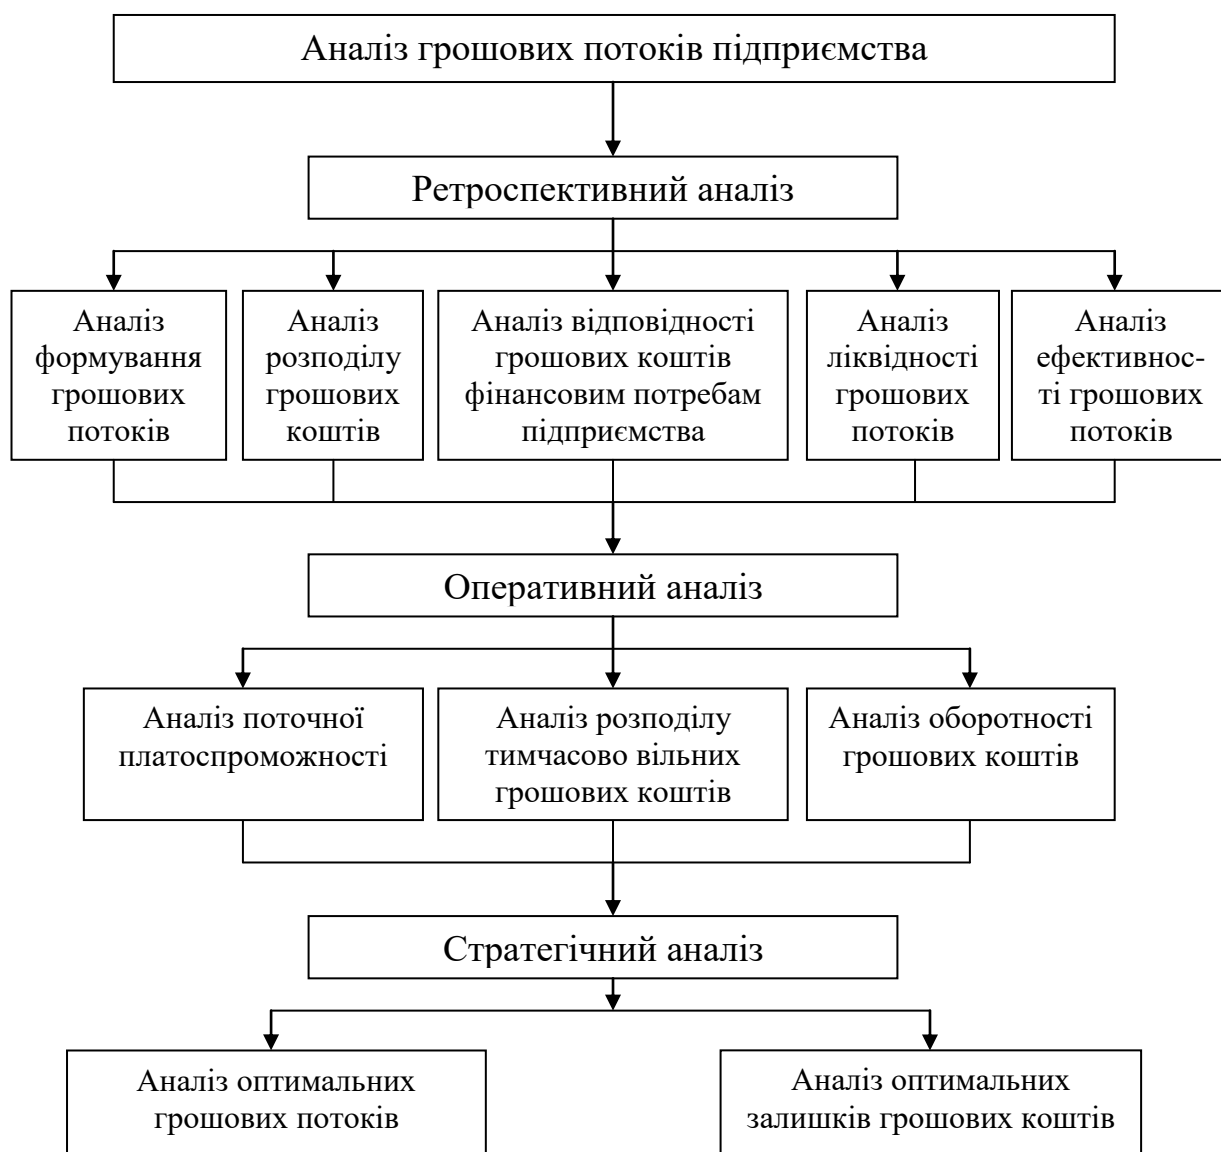 Аналіз грошових потоків підприємства
Ретроспективний аналіз
Аналіз
формування
грошових
потоків
Аналіз
розподілу
грошових
коштів
Аналіз відповідності
грошових коштів
фінансовим потребам
підприємства
Аналіз
ліквідності
грошових
потоків
Аналіз
ефективнос-
ті грошових
потоків
Оперативний аналіз
Аналіз поточної
платоспроможності
Аналіз розподілу
тимчасово вільних
грошових коштів
Аналіз оборотності
грошових коштів
Стратегічний аналіз
Аналіз оптимальних
грошових потоків
Аналіз оптимальних
залишків грошових коштів